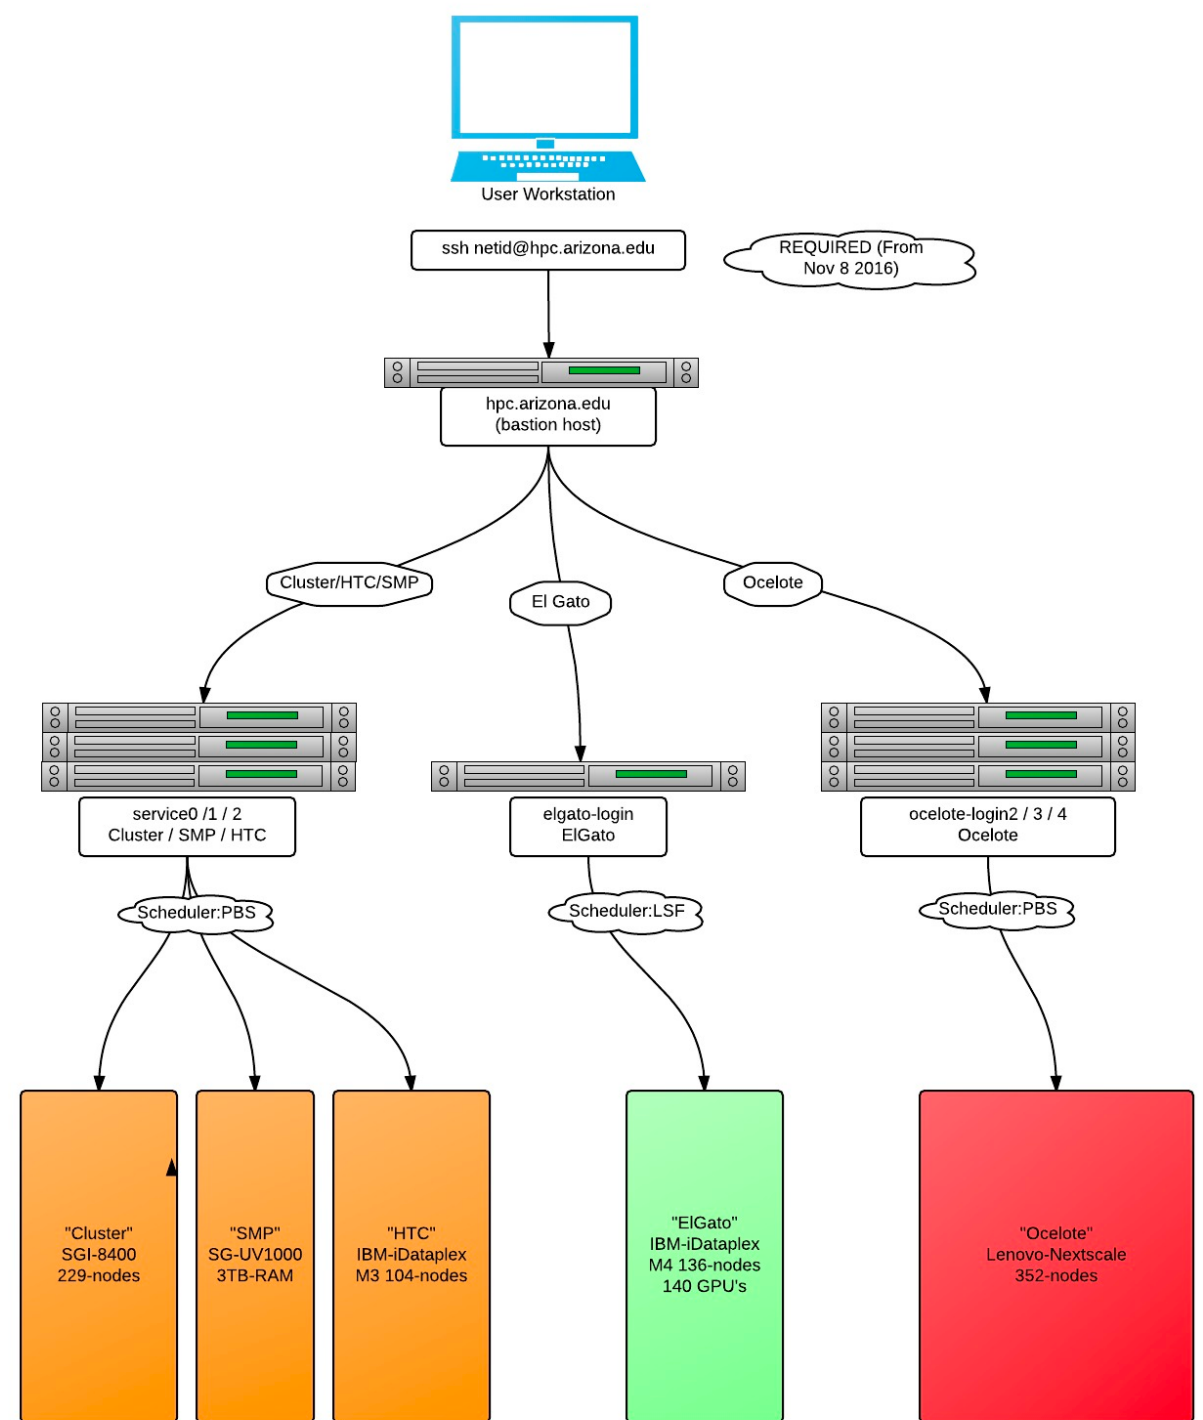 User Workstation
ssh netid@hpc.arizona.edu
REQUIRED (From
Nov 8 2016)
hpc.arizona.edu
(bastion host)
Cluster/HTC/SMP
El Gato
Ocelote
service0 /1 / 2
Cluster / SMP / HTC
elgato-login
ElGato
ocelote-login2 / 3 / 4
Ocelote
Scheduler:PBS
Scheduler:LSF
Scheduler:PBS
"Cluster"
SGI-8400
229-nodes
"SMP"
SG-UV1000
3TB-RAM
"HTC"
IBM-iDataplex
M3 104-nodes
"ElGato"
IBM-iDataplex
M4 136-nodes
140 GPU's
"Ocelote"
Lenovo-Nextscale
352-nodes